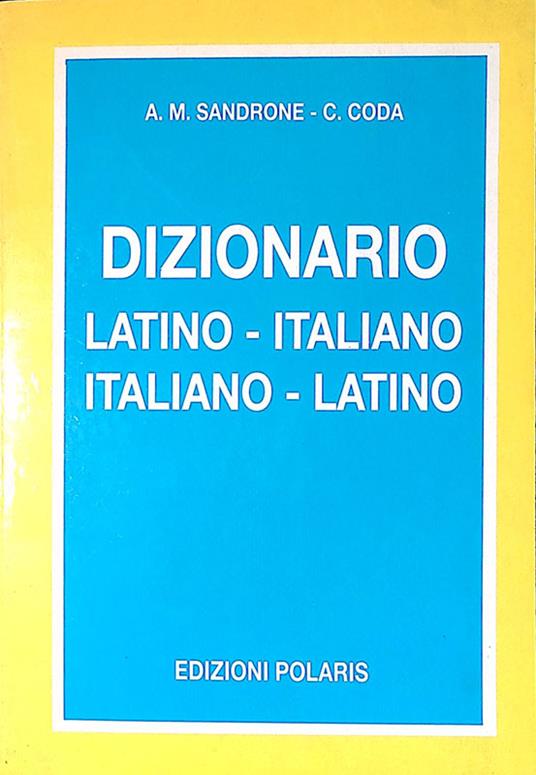 A. M. SANDRONE - C. CODA
DIZIONARIO
LATINO - ITALIANO
ITALIANO - LATINO
EDIZIONI POLARIS